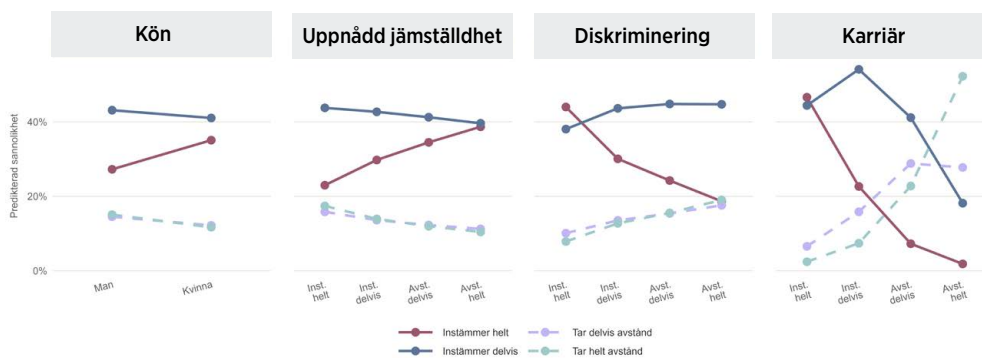 Kön
Uppnådd jämställdhet
Diskriminering
Karriär
Predikterad sannolikhet
40%
20%
0%
Man
Kvinna
Inst. helt
Inst. delvis
Avst. delvis
Avst. helt
Inst. helt
Inst. delvis
Avst. delvis
Avst. helt
Inst. helt
Inst. delvis
Avst. delvis
Avst. helt
Instämmer helt
Tar delvis avstånd
Instämmer delvis
Tar helt avstånd